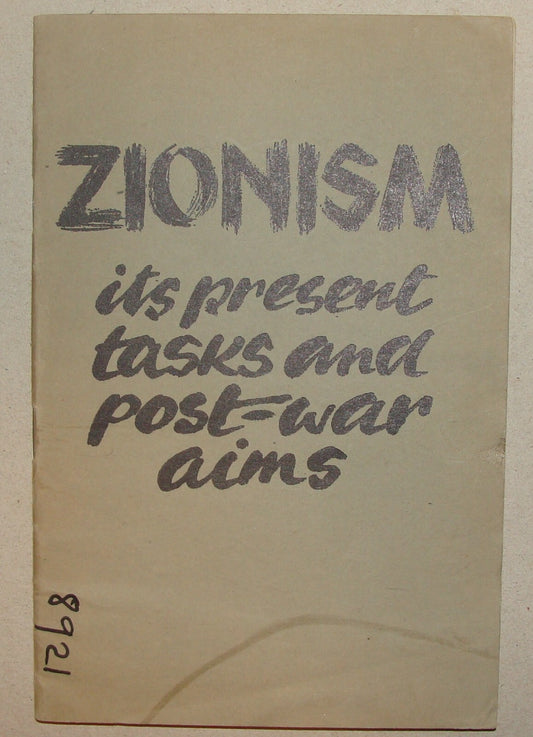 ZIONISM
its present
tasks and
post-war
aims
8921